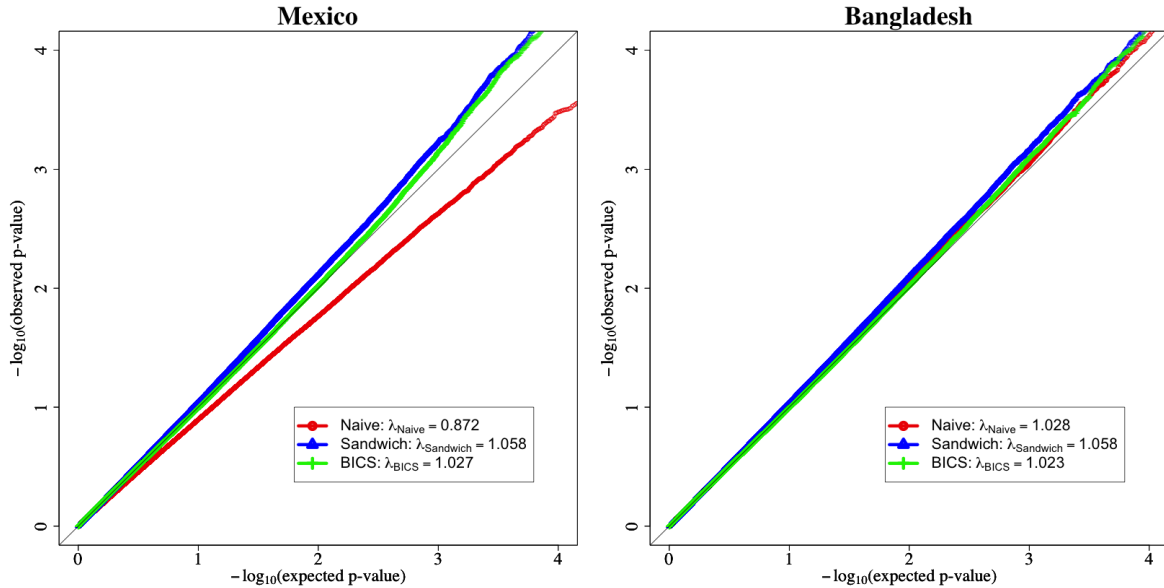 Mexico
−log10(observed p-value)
4
3
2
1
0
Naive: λNaive = 0.872
Sandwich: λSandwich = 1.058
BICS: λBICS = 1.027
0 1 2 3 4
−log10(expected p-value)
Bangladesh
−log10(observed p-value)
4
3
2
1
0
Naive: λNaive = 1.028
Sandwich: λSandwich = 1.058
BICS: λBICS = 1.023
0 1 2 3 4
−log10(expected p-value)